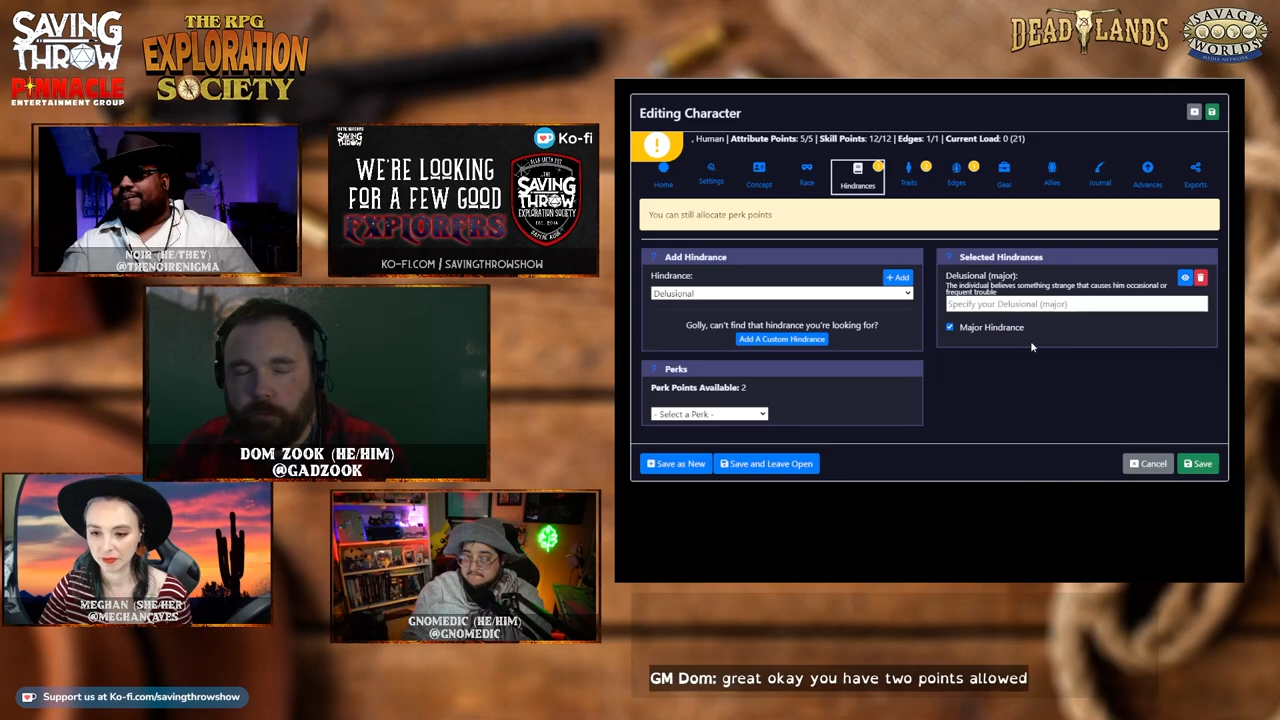 SAVING
THROW
PINNACLE
ENTERTAINMENT GROUP
THE RPG
EXPLORATION
SOCIETY
DEADLANDS
SAVAGE
WORLDS
MEDIA NETWORK
NOIR (HE/THEY)
@THENOIRENIGMA
SAVING
THROW
Ko-fi
WE'RE LOOKING
FOR A FEW GOOD
EXPLORERS
THE
SAVING
THROW
EXPLORATION SOCIETY
KO-FI.COM | SAVINGTHROWSHOW
DOM ZOOK (HE/HIM)
@GADZOOK
MEGHAN (SHE/HER)
@MEGHANCAVES
GNOMEDIC (HE/HIM)
@GNOMEDIC
Support us at Ko-fi.com/savingthrowshow
Editing Character
, Human | Attribute Points: 5/5 | Skill Points: 12/12 | Edges: 1/1 | Current Load: 0 (21)
Home
Settings
Concept
Race
Hindrances
Traits
Edges
Gear
Allies
Journal
Advances
Exports
You can still allocate perk points
? Add Hindrance
Hindrance:
+ Add
Delusional
Golly, can't find that hindrance you're looking for?
Add A Custom Hindrance
? Perks
Perk Points Available: 2
- Select a Perk -
? Selected Hindrances
Delusional (major):
The individual believes something strange that causes him occasional or
frequent trouble
Specify your Delusional (major)
Major Hindrance
Save as New
Save and Leave Open
Cancel
Save
GM Dom: great okay you have two points allowed